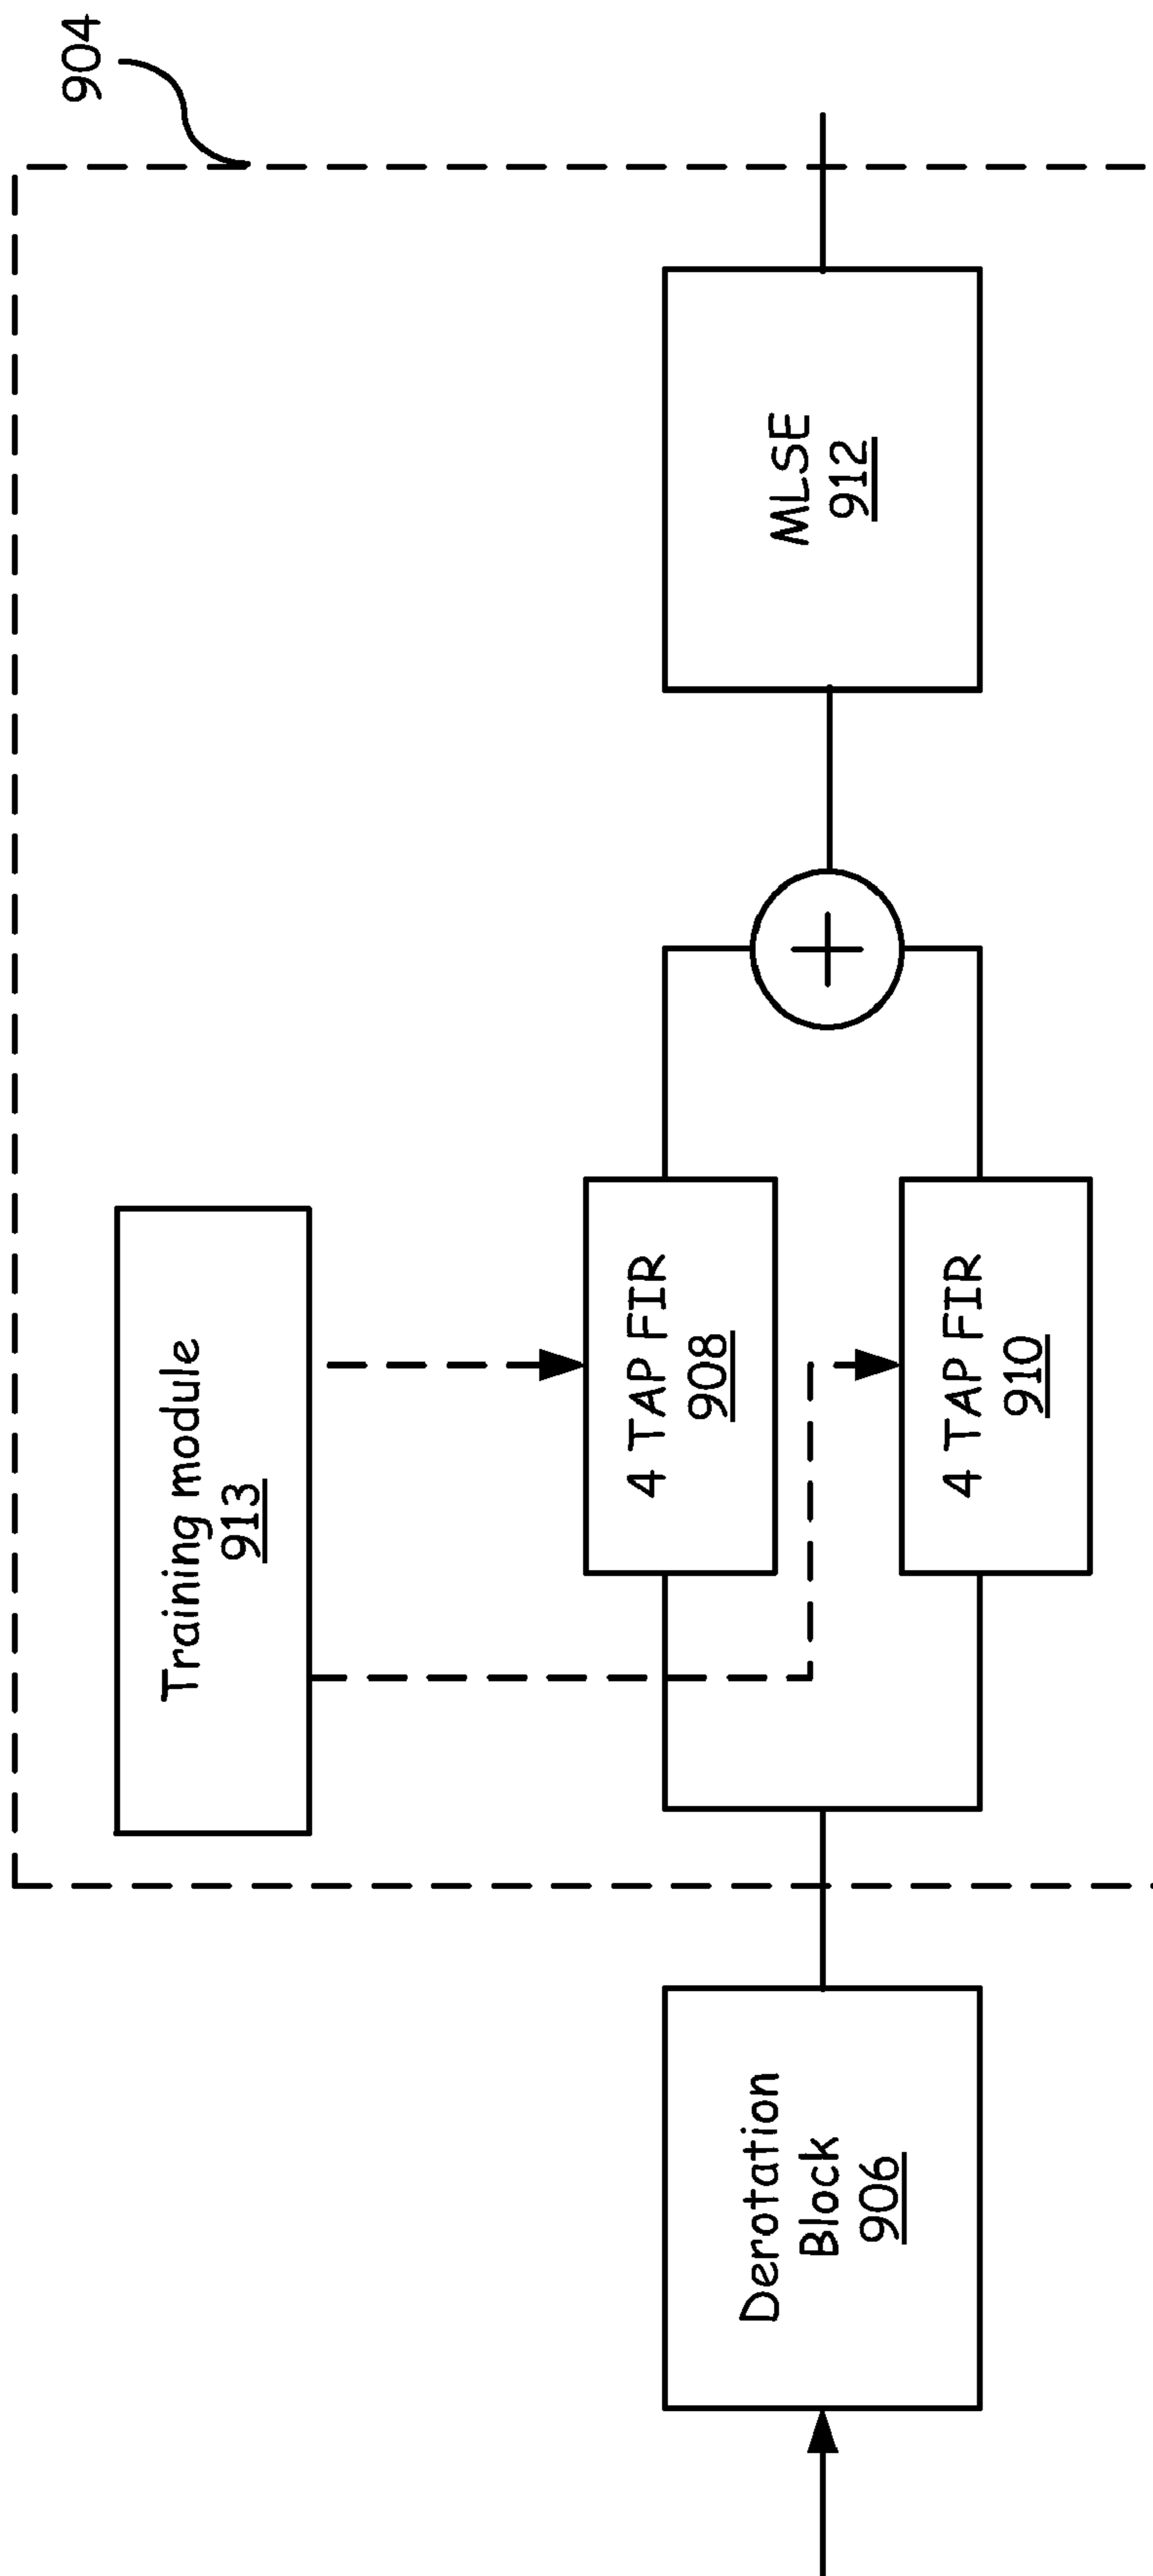 904
Training module
913
Derotation
Block
906
4 TAP FIR
908
4 TAP FIR
910
MLSE
912